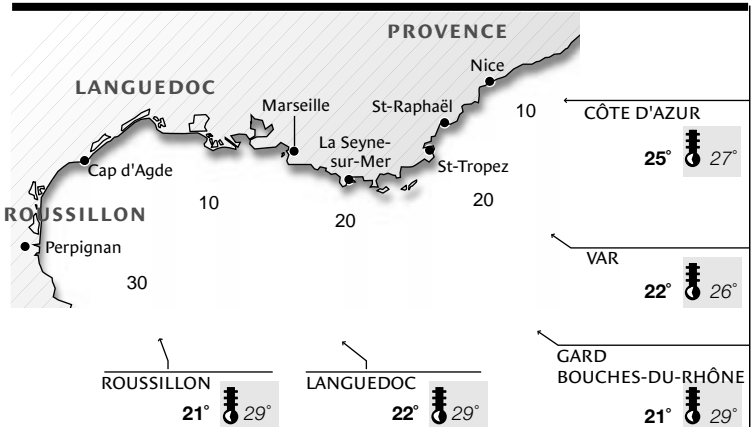 PROVENCE
Nice
LANGUEDOC
Marseille
St-Raphaël
10
CÔTE D'AZUR
25° 27°
La Seyne-
sur-Mer
St-Tropez
Cap d'Agde
10
20
20
ROUSSILLON
Perpignan
30
VAR
22° 26°
GARD
BOUCHES-DU-RHÔNE
21° 29°
ROUSSILLON
21° 29°
LANGUEDOC
22° 29°